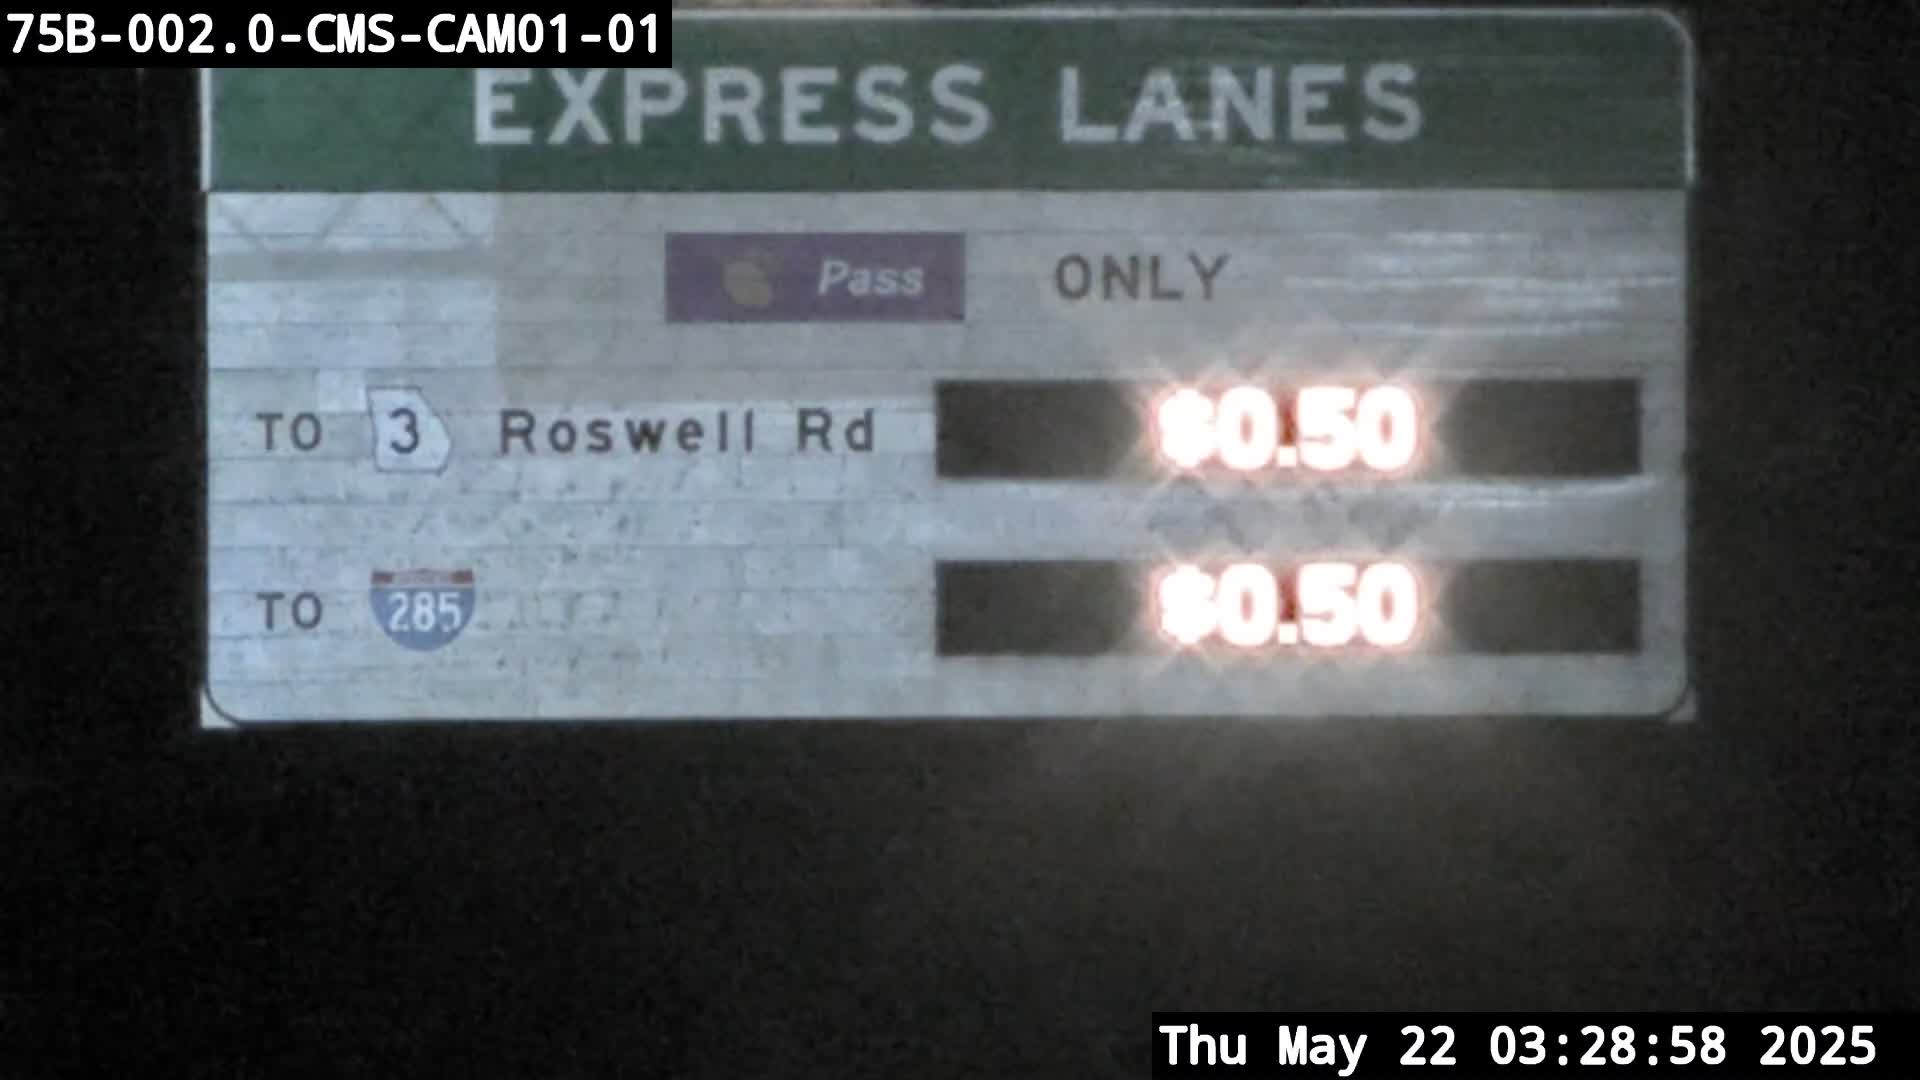 75B-002.0-CMS-CAM01-01
EXPRESS LANES
Pass ONLY
TO 3 Roswell Rd $0.50
TO 285 $0.50
Thu May 22 03:28:58 2025